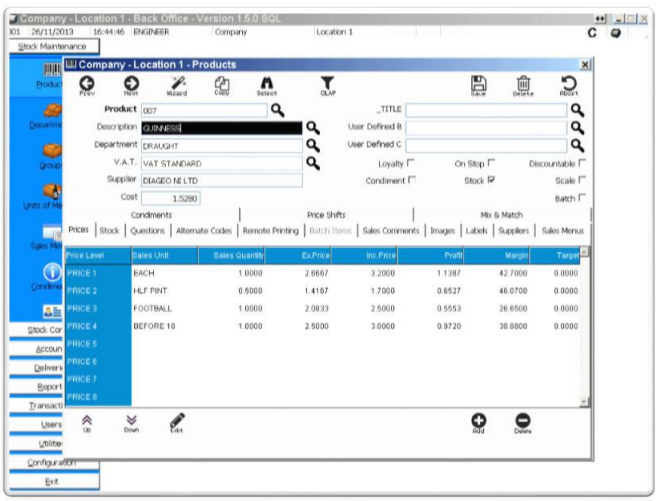 Company - Location 1 - Back Office - Version 1.6.0 SQL
001 26/11/2013 16:44:46 ENGINEER Company Location 1 C
Stock Maintenance
Company - Location 1 - Products
Prev Next Wizard Copy Select OLAP Save Delete Abort
Product 007 _TITLE
Description GUINNESS User Defined B
Department DRAUGHT User Defined C
V.A.T. VAT STANDARD Loyalty On Stop Discountable
Supplier DIAGEO NI LTD Condiment Stock Scale
Cost 1.5280 Batch
Condiments Price Shifts Mix & Match
Prices Stock Questions Alternate Codes Remote Printing Batch Items Sales Comments Images Labels Suppliers Sales Menus
Price Level Sales Unit Sales Quantity Ex.Price Inc.Price Profit Margin Target
PRICE 1 EACH 1.0000 2.6667 3.2000 1.1387 42.7000 0.0000
PRICE 2 HLF PINT 0.5000 1.4167 1.7000 0.6527 46.0700 0.0000
PRICE 3 FOOTBALL 1.0000 2.0833 2.5000 0.5553 26.6500 0.0000
PRICE 4 BEFORE 10 1.0000 2.5000 3.0000 0.9720 38.8800 0.0000
PRICE 5
PRICE 6
PRICE 7
PRICE 8
Up Down Edit Add Delete
Product
Departme
Group
Units of Me
Sales Men
Condime
Stock Cor
Accoun
Deliveri
Report
Transacti
Users
Utilitie
Configuration
Exit